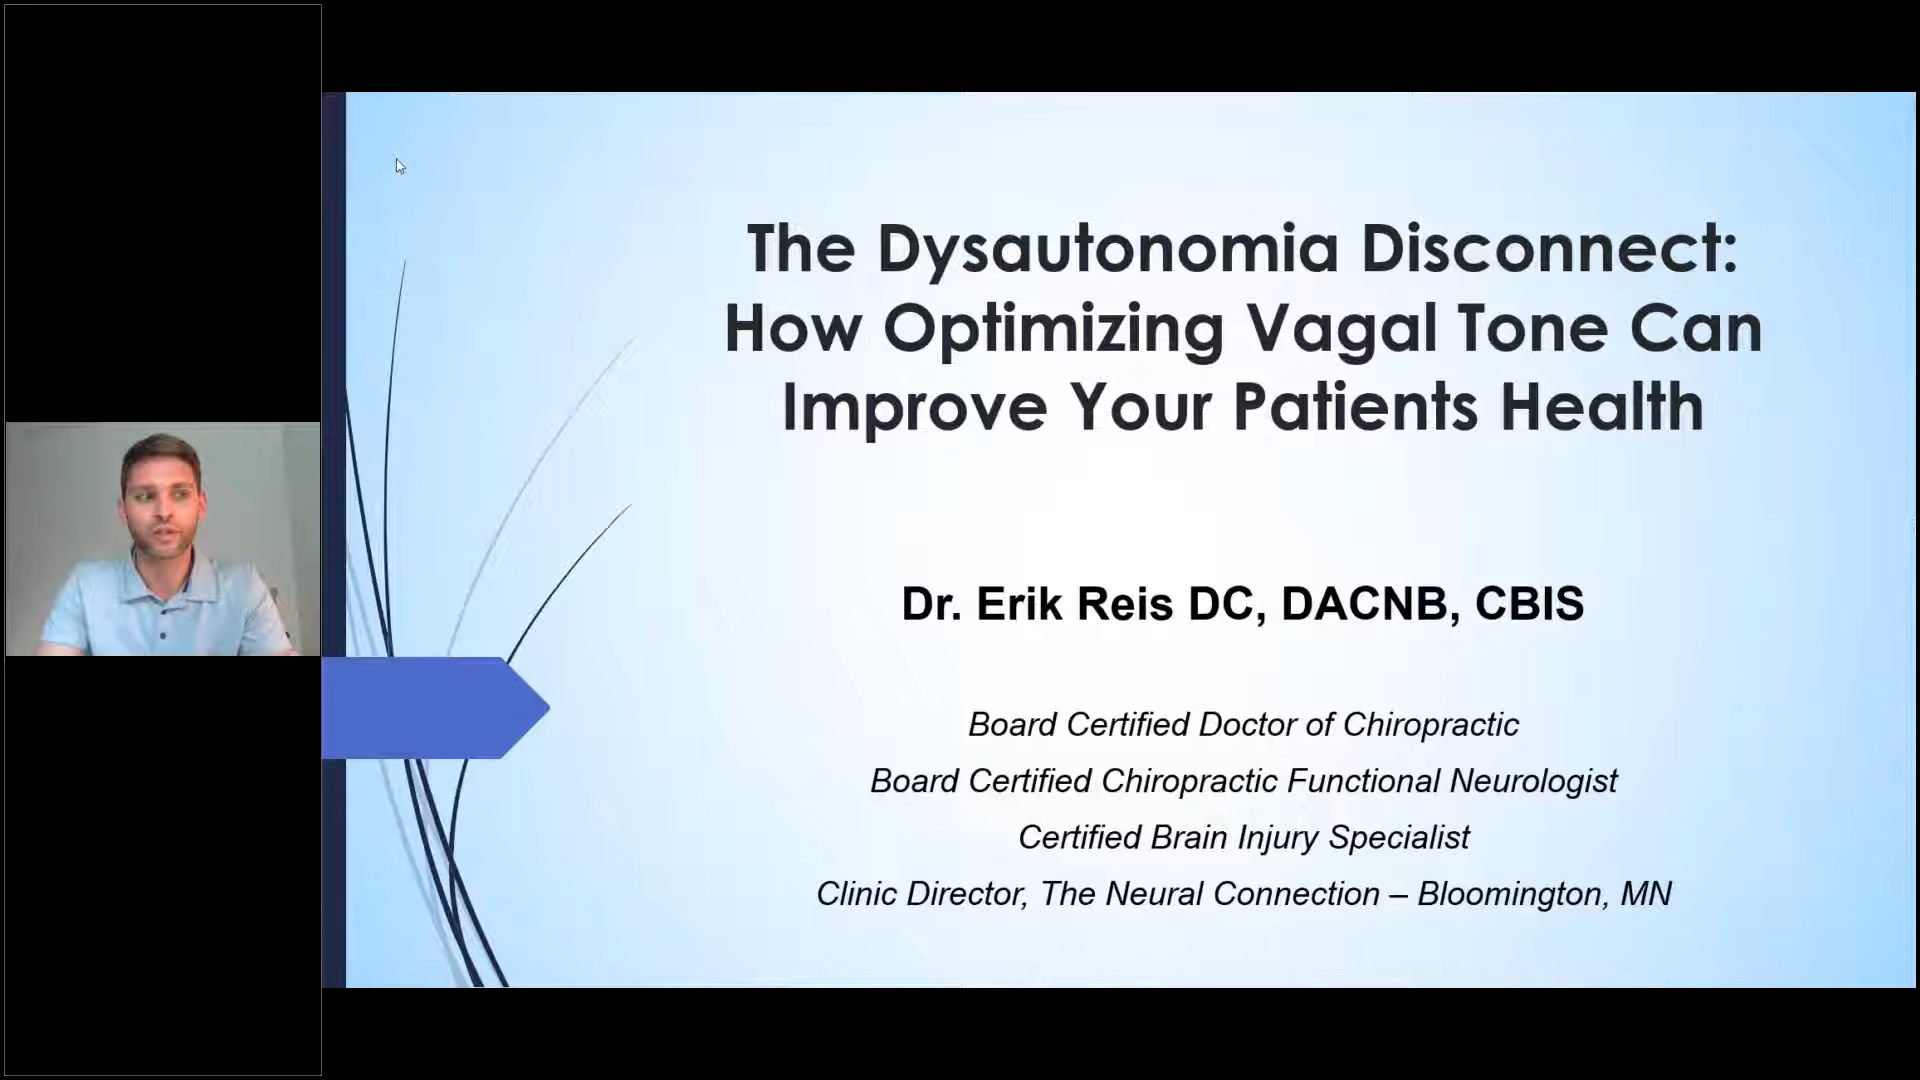 The Dysautonomia Disconnect:
How Optimizing Vagal Tone Can
Improve Your Patients Health
Dr. Erik Reis DC, DACNB, CBIS
Board Certified Doctor of Chiropractic
Board Certified Chiropractic Functional Neurologist
Certified Brain Injury Specialist
Clinic Director, The Neural Connection – Bloomington, MN